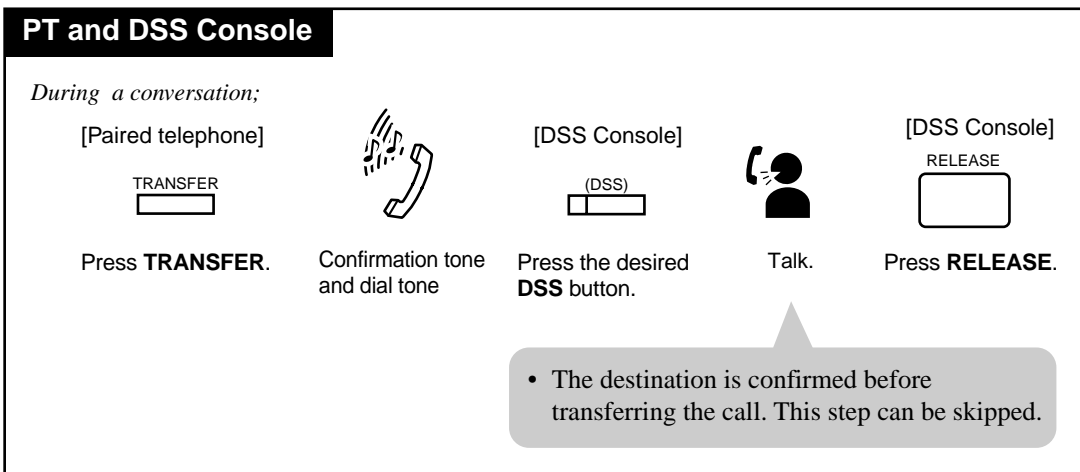 PT and DSS Console
During a conversation;
[Paired telephone]
TRANSFER
Press TRANSFER.
Confirmation tone
and dial tone
[DSS Console]
(DSS)
Press the desired
DSS button.
Talk.
[DSS Console]
RELEASE
Press RELEASE.
• The destination is confirmed before
transferring the call. This step can be skipped.